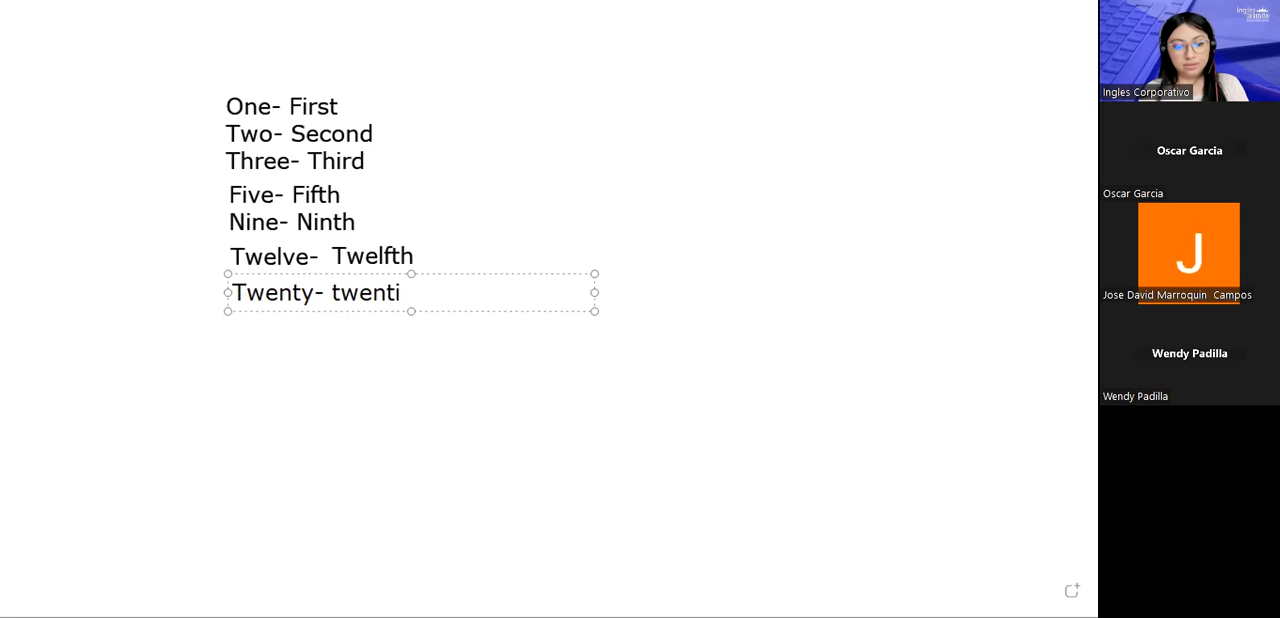 One- First
Two- Second
Three- Third
Five- Fifth
Nine- Ninth
Twelve- Twelfth
Twenty- twenti
Ingles Corporativo
Oscar Garcia
Oscar Garcia
J
Jose David Marroquin Campos
Wendy Padilla
Wendy Padilla